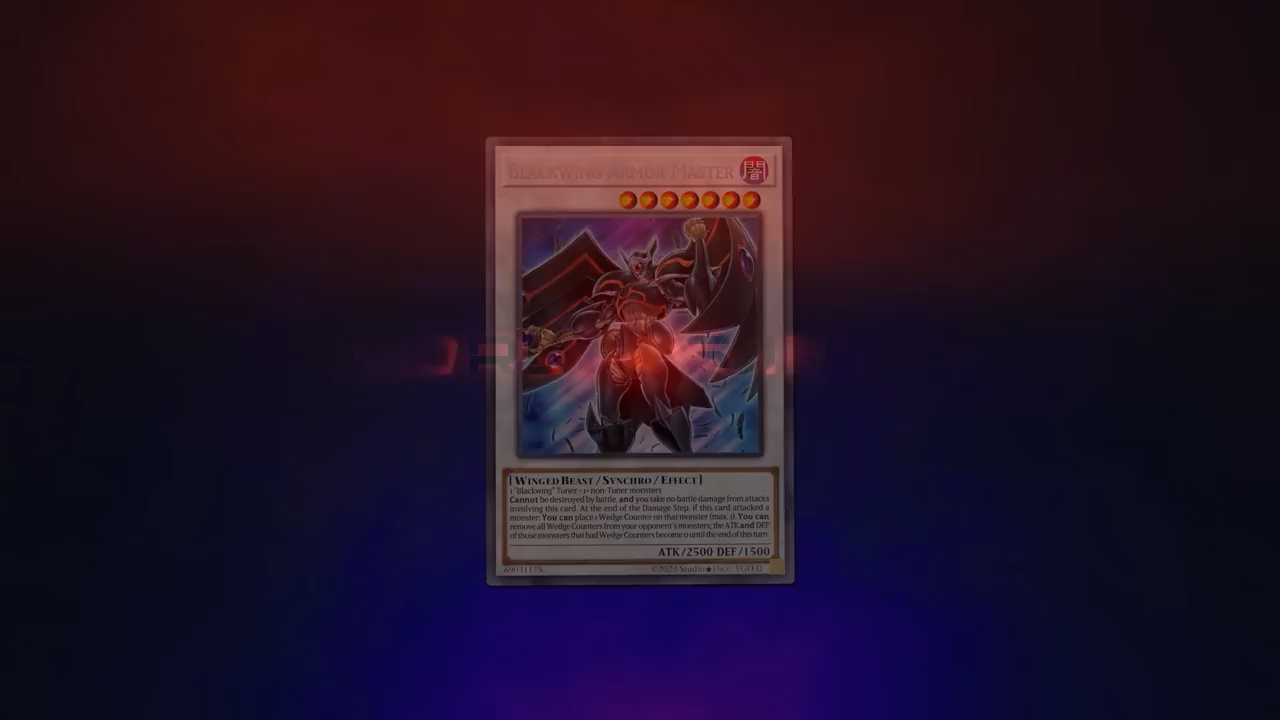 BLACKWING ARMOR MASTER
闇
[WINGED BEAST / SYNCHRO / EFFECT]
1 "Blackwing" Tuner + 1+ non-Tuner monsters
Cannot be destroyed by battle, and you take no battle damage from attacks
involving this card. At the end of the Damage Step, if this card attacked a
monster: You can place 1 Wedge Counter on that monster (max. 1). You can
remove all Wedge Counters from your opponent's monsters; the ATK and DEF
of those monsters that had Wedge Counters become 0 until the end of this turn.
ATK/2500 DEF/1500
69031175
©2023 Studio★Dice